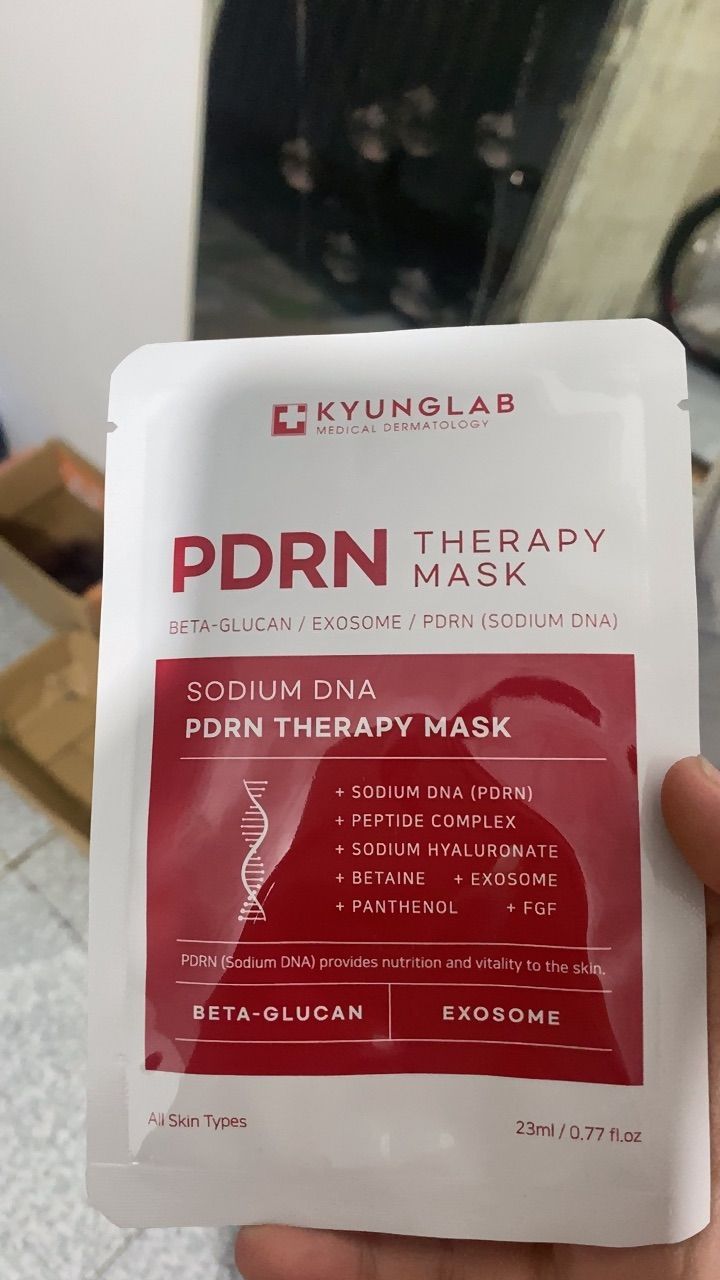 KYUNGLAB
MEDICAL DERMATOLOGY
PDRN THERAPY MASK
BETA-GLUCAN / EXOSOME / PDRN (SODIUM DNA)
SODIUM DNA
PDRN THERAPY MASK
+ SODIUM DNA (PDRN)
+ PEPTIDE COMPLEX
+ SODIUM HYALURONATE
+ BETAINE + EXOSOME
+ PANTHENOL + FGF
PDRN (Sodium DNA) provides nutrition and vitality to the skin.
BETA-GLUCAN EXOSOME
All Skin Types 23ml / 0.77 fl.oz